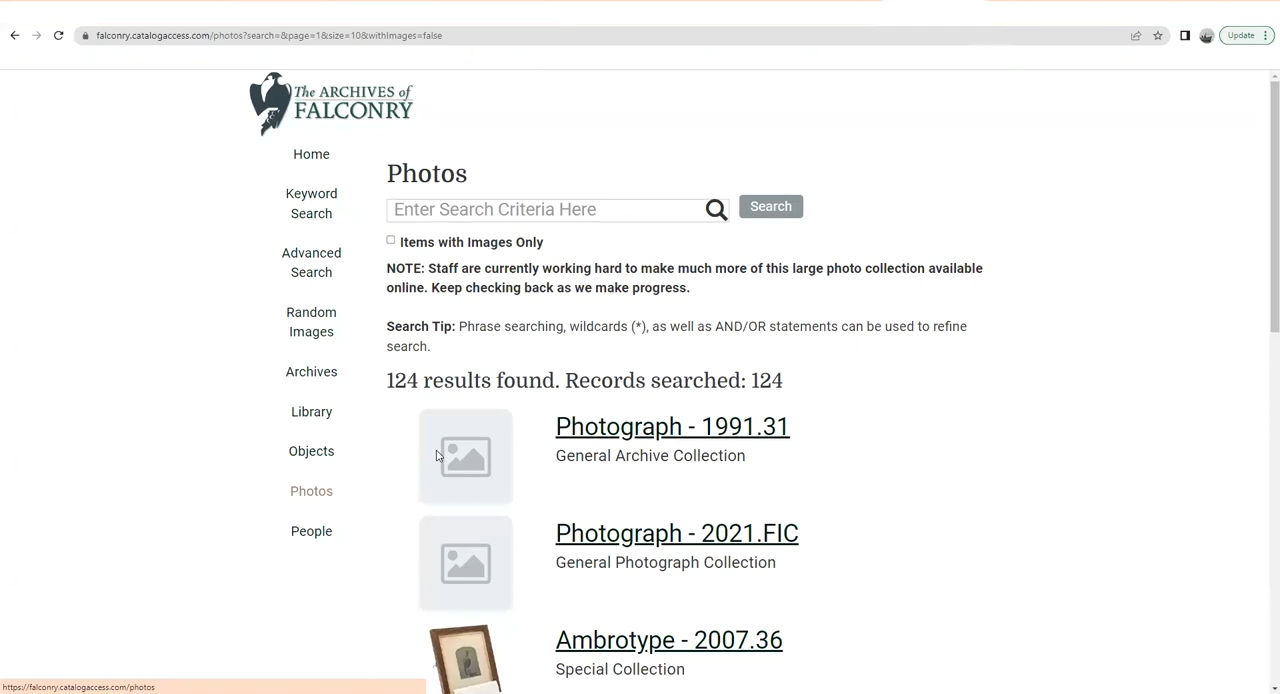 falconry.catalogaccess.com/photos?search=&page=1&size=10&withImages=false
Update
The ARCHIVES of
FALCONRY
Home
Keyword
Search
Advanced
Search
Random
Images
Archives
Library
Objects
Photos
People
Photos
Enter Search Criteria Here
Search
Items with Images Only
NOTE: Staff are currently working hard to make much more of this large photo collection available
online. Keep checking back as we make progress.
Search Tip: Phrase searching, wildcards (*), as well as AND/OR statements can be used to refine
search.
124 results found. Records searched: 124
Photograph - 1991.31
General Archive Collection
Photograph - 2021.FIC
General Photograph Collection
Ambrotype - 2007.36
Special Collection
https://falconry.catalogaccess.com/photos